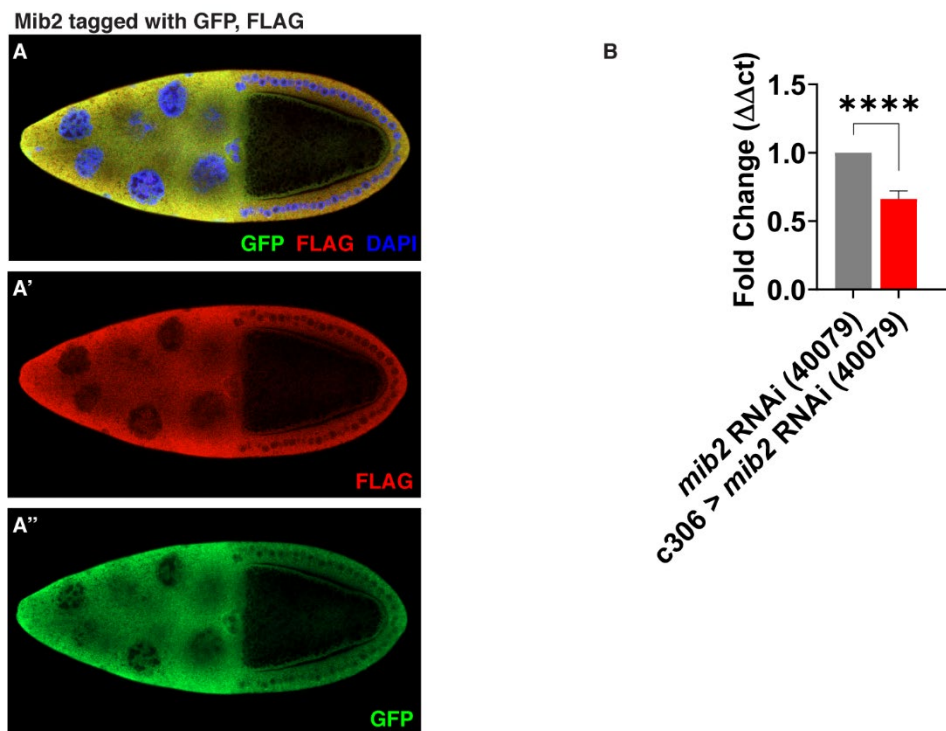 Mib2 tagged with GFP, FLAG
A
GFP FLAG DAPI
A'
FLAG
A''
GFP
B
Fold Change (ΔΔct)
1.5
1.0
0.5
0.0
****
mib2 RNAi (40079)
c306 > mib2 RNAi (40079)